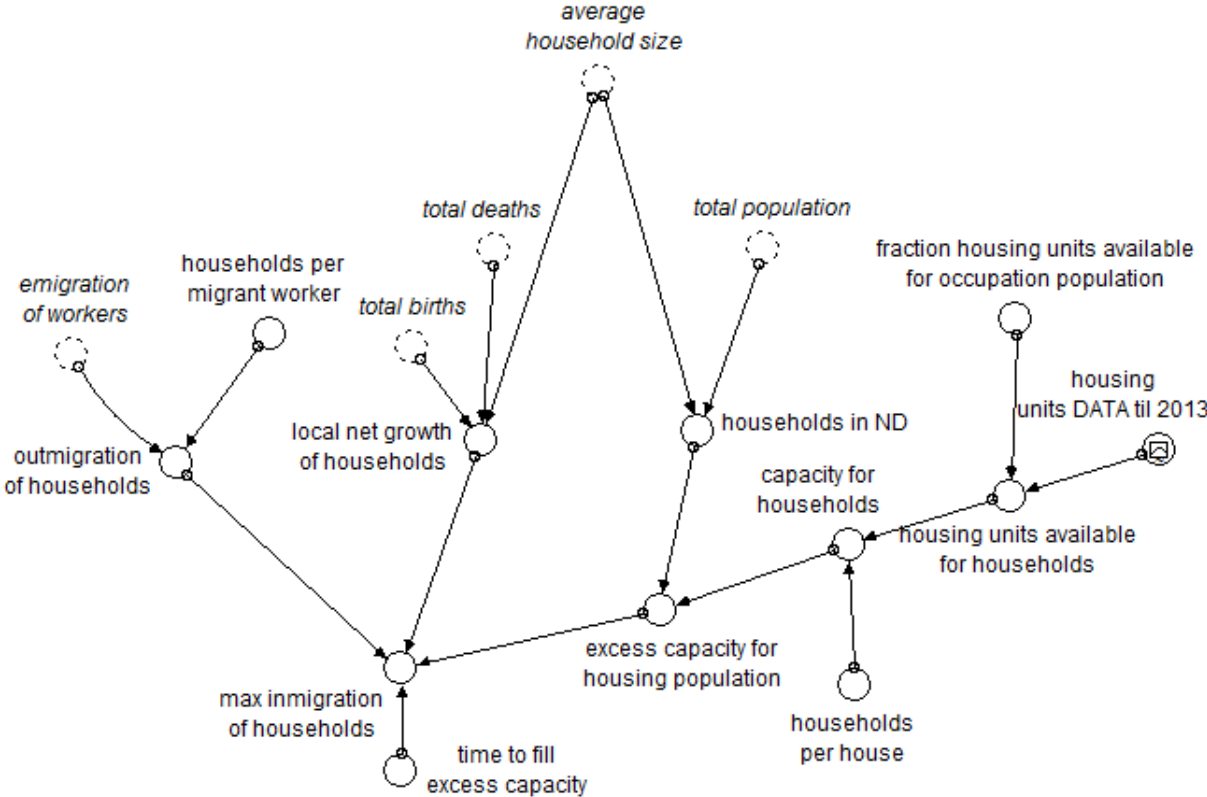 average
household size
total deaths
total population
households per
migrant worker
fraction housing units available
for occupation population
emigration
of workers
total births
housing
units DATA til 2013
local net growth
of households
households in ND
outmigration
of households
capacity for
households
housing units available
for households
excess capacity for
housing population
max inmigration
of households
households
per house
time to fill
excess capacity